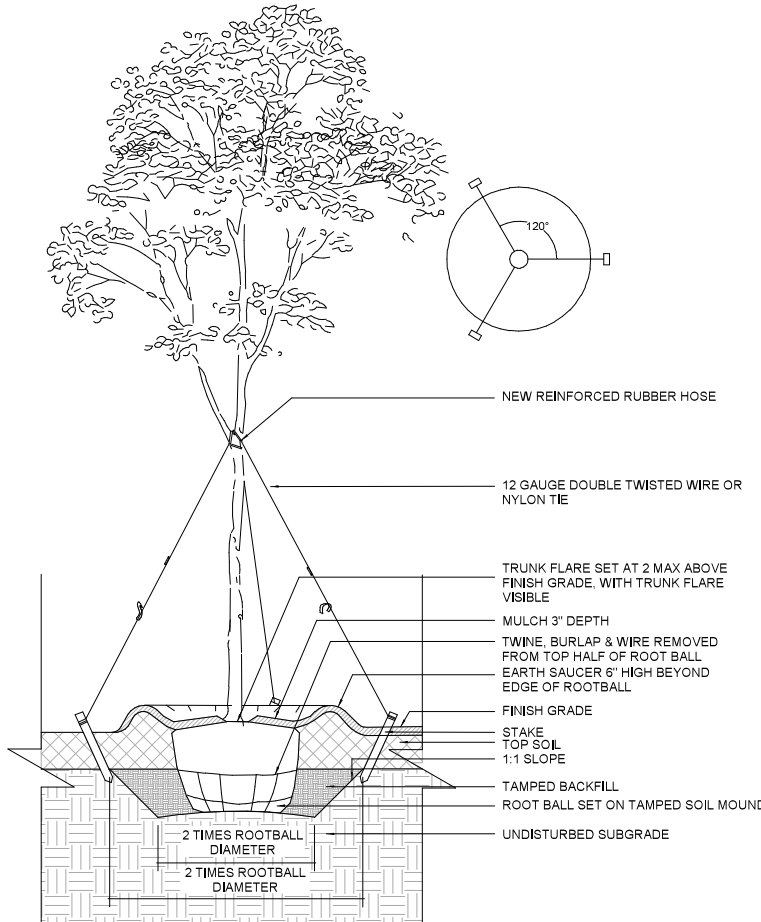 120°
NEW REINFORCED RUBBER HOSE
12 GAUGE DOUBLE TWISTED WIRE OR
NYLON TIE
TRUNK FLARE SET AT 2 MAX ABOVE
FINISH GRADE, WITH TRUNK FLARE
VISIBLE
MULCH 3" DEPTH
TWINE, BURLAP & WIRE REMOVED
FROM TOP HALF OF ROOT BALL
EARTH SAUCER 6" HIGH BEYOND
EDGE OF ROOTBALL
FINISH GRADE
STAKE
TOP SOIL
1:1 SLOPE
TAMPED BACKFILL
ROOT BALL SET ON TAMPED SOIL MOUND
UNDISTURBED SUBGRADE
2 TIMES ROOTBALL
DIAMETER
2 TIMES ROOTBALL
DIAMETER